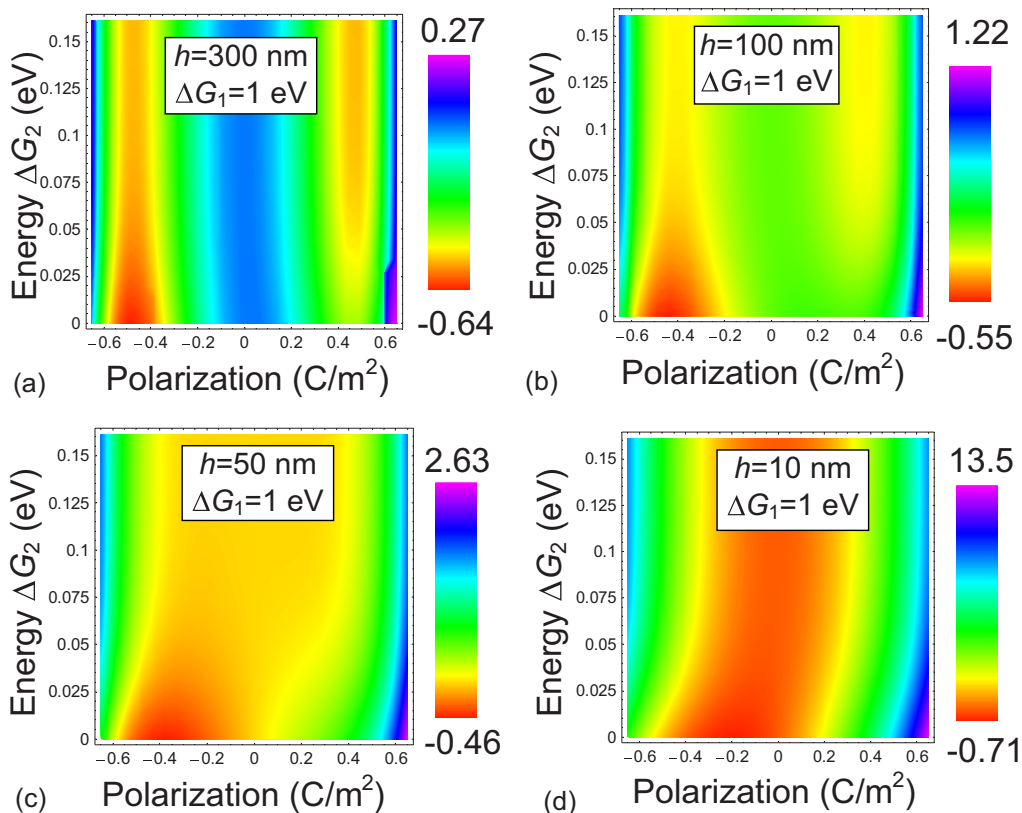 0.15
0.125
0.1
0.075
0.05
0.025
0
Energy ΔG₂ (eV)
h=300 nm
ΔG₁=1 eV
0.27
-0.64
−0.6 −0.4 −0.2 0 0.2 0.4 0.6
(a) Polarization (C/m²)
0.15
0.125
0.1
0.075
0.05
0.025
0
Energy ΔG₂ (eV)
h=100 nm
ΔG₁=1 eV
1.22
-0.55
−0.6 −0.4 −0.2 0 0.2 0.4 0.6
(b) Polarization (C/m²)
0.15
0.125
0.1
0.075
0.05
0.025
0
Energy ΔG₂ (eV)
h=50 nm
ΔG₁=1 eV
2.63
-0.46
−0.6 −0.4 −0.2 0 0.2 0.4 0.6
(c) Polarization (C/m²)
0.15
0.125
0.1
0.075
0.05
0.025
0
Energy ΔG₂ (eV)
h=10 nm
ΔG₁=1 eV
13.5
-0.71
−0.6 −0.4 −0.2 0 0.2 0.4 0.6
(d) Polarization (C/m²)